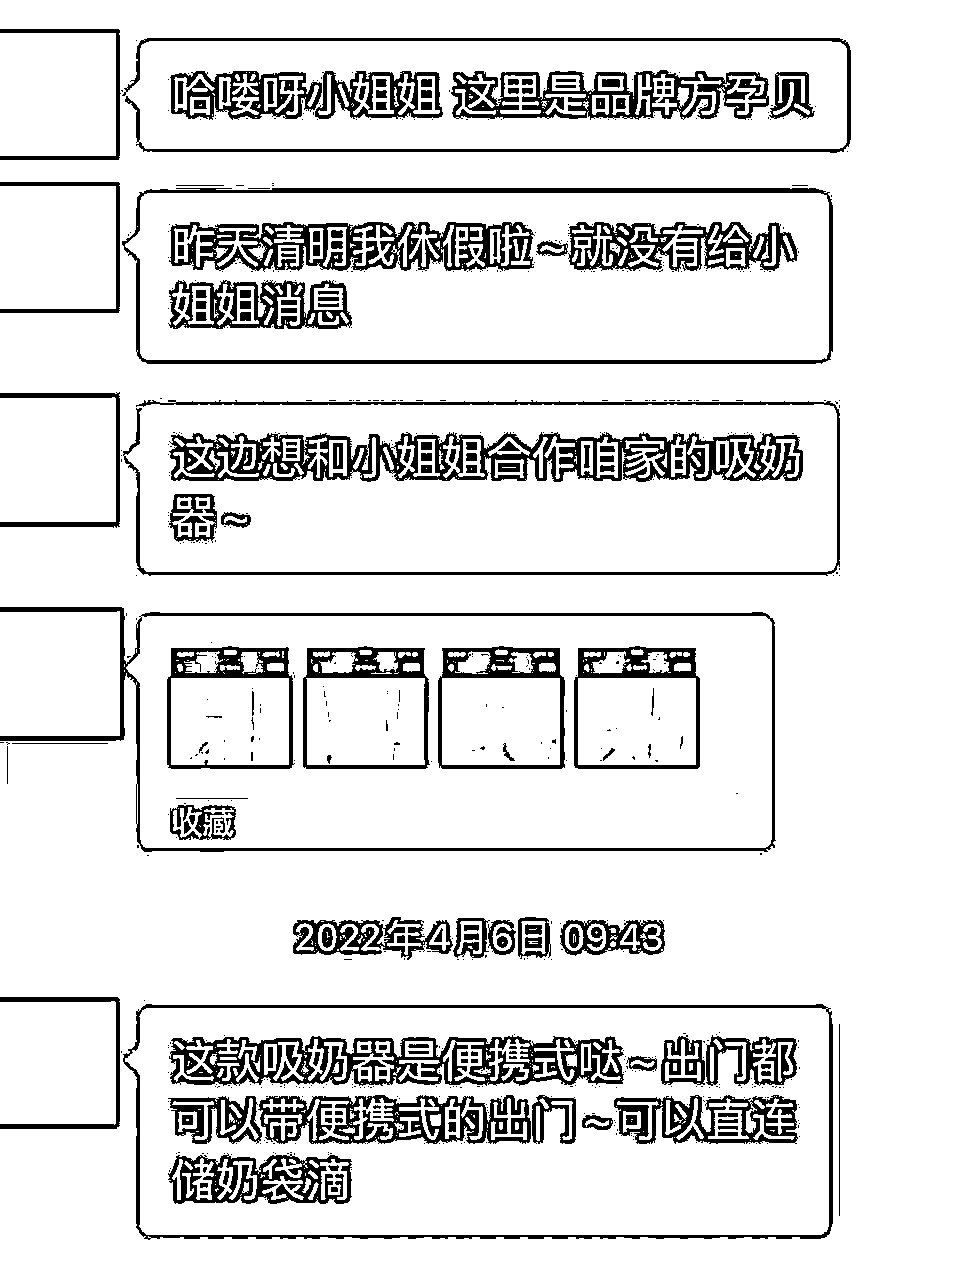 哈喽呀小姐姐 这里是品牌方孕贝
昨天清明我休假啦~就没有给小
姐姐消息
这边想和小姐姐合作咱家的吸奶
器~
收藏
2022年4月6日 09:43
这款吸奶器是便携式哒~出门都
可以带便携式的出门~可以直连
储奶袋滴